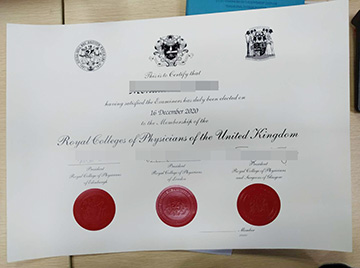 This is to Certify that
having satisfied the Examiners has duly been elected on
16 December 2020
to the Membership of the
Royal Colleges of Physicians of the United Kingdom
President
Royal College of Physicians
of Edinburgh
President
Royal College of Physicians
of London
President
Royal College of Physicians
and Surgeons of Glasgow
Member